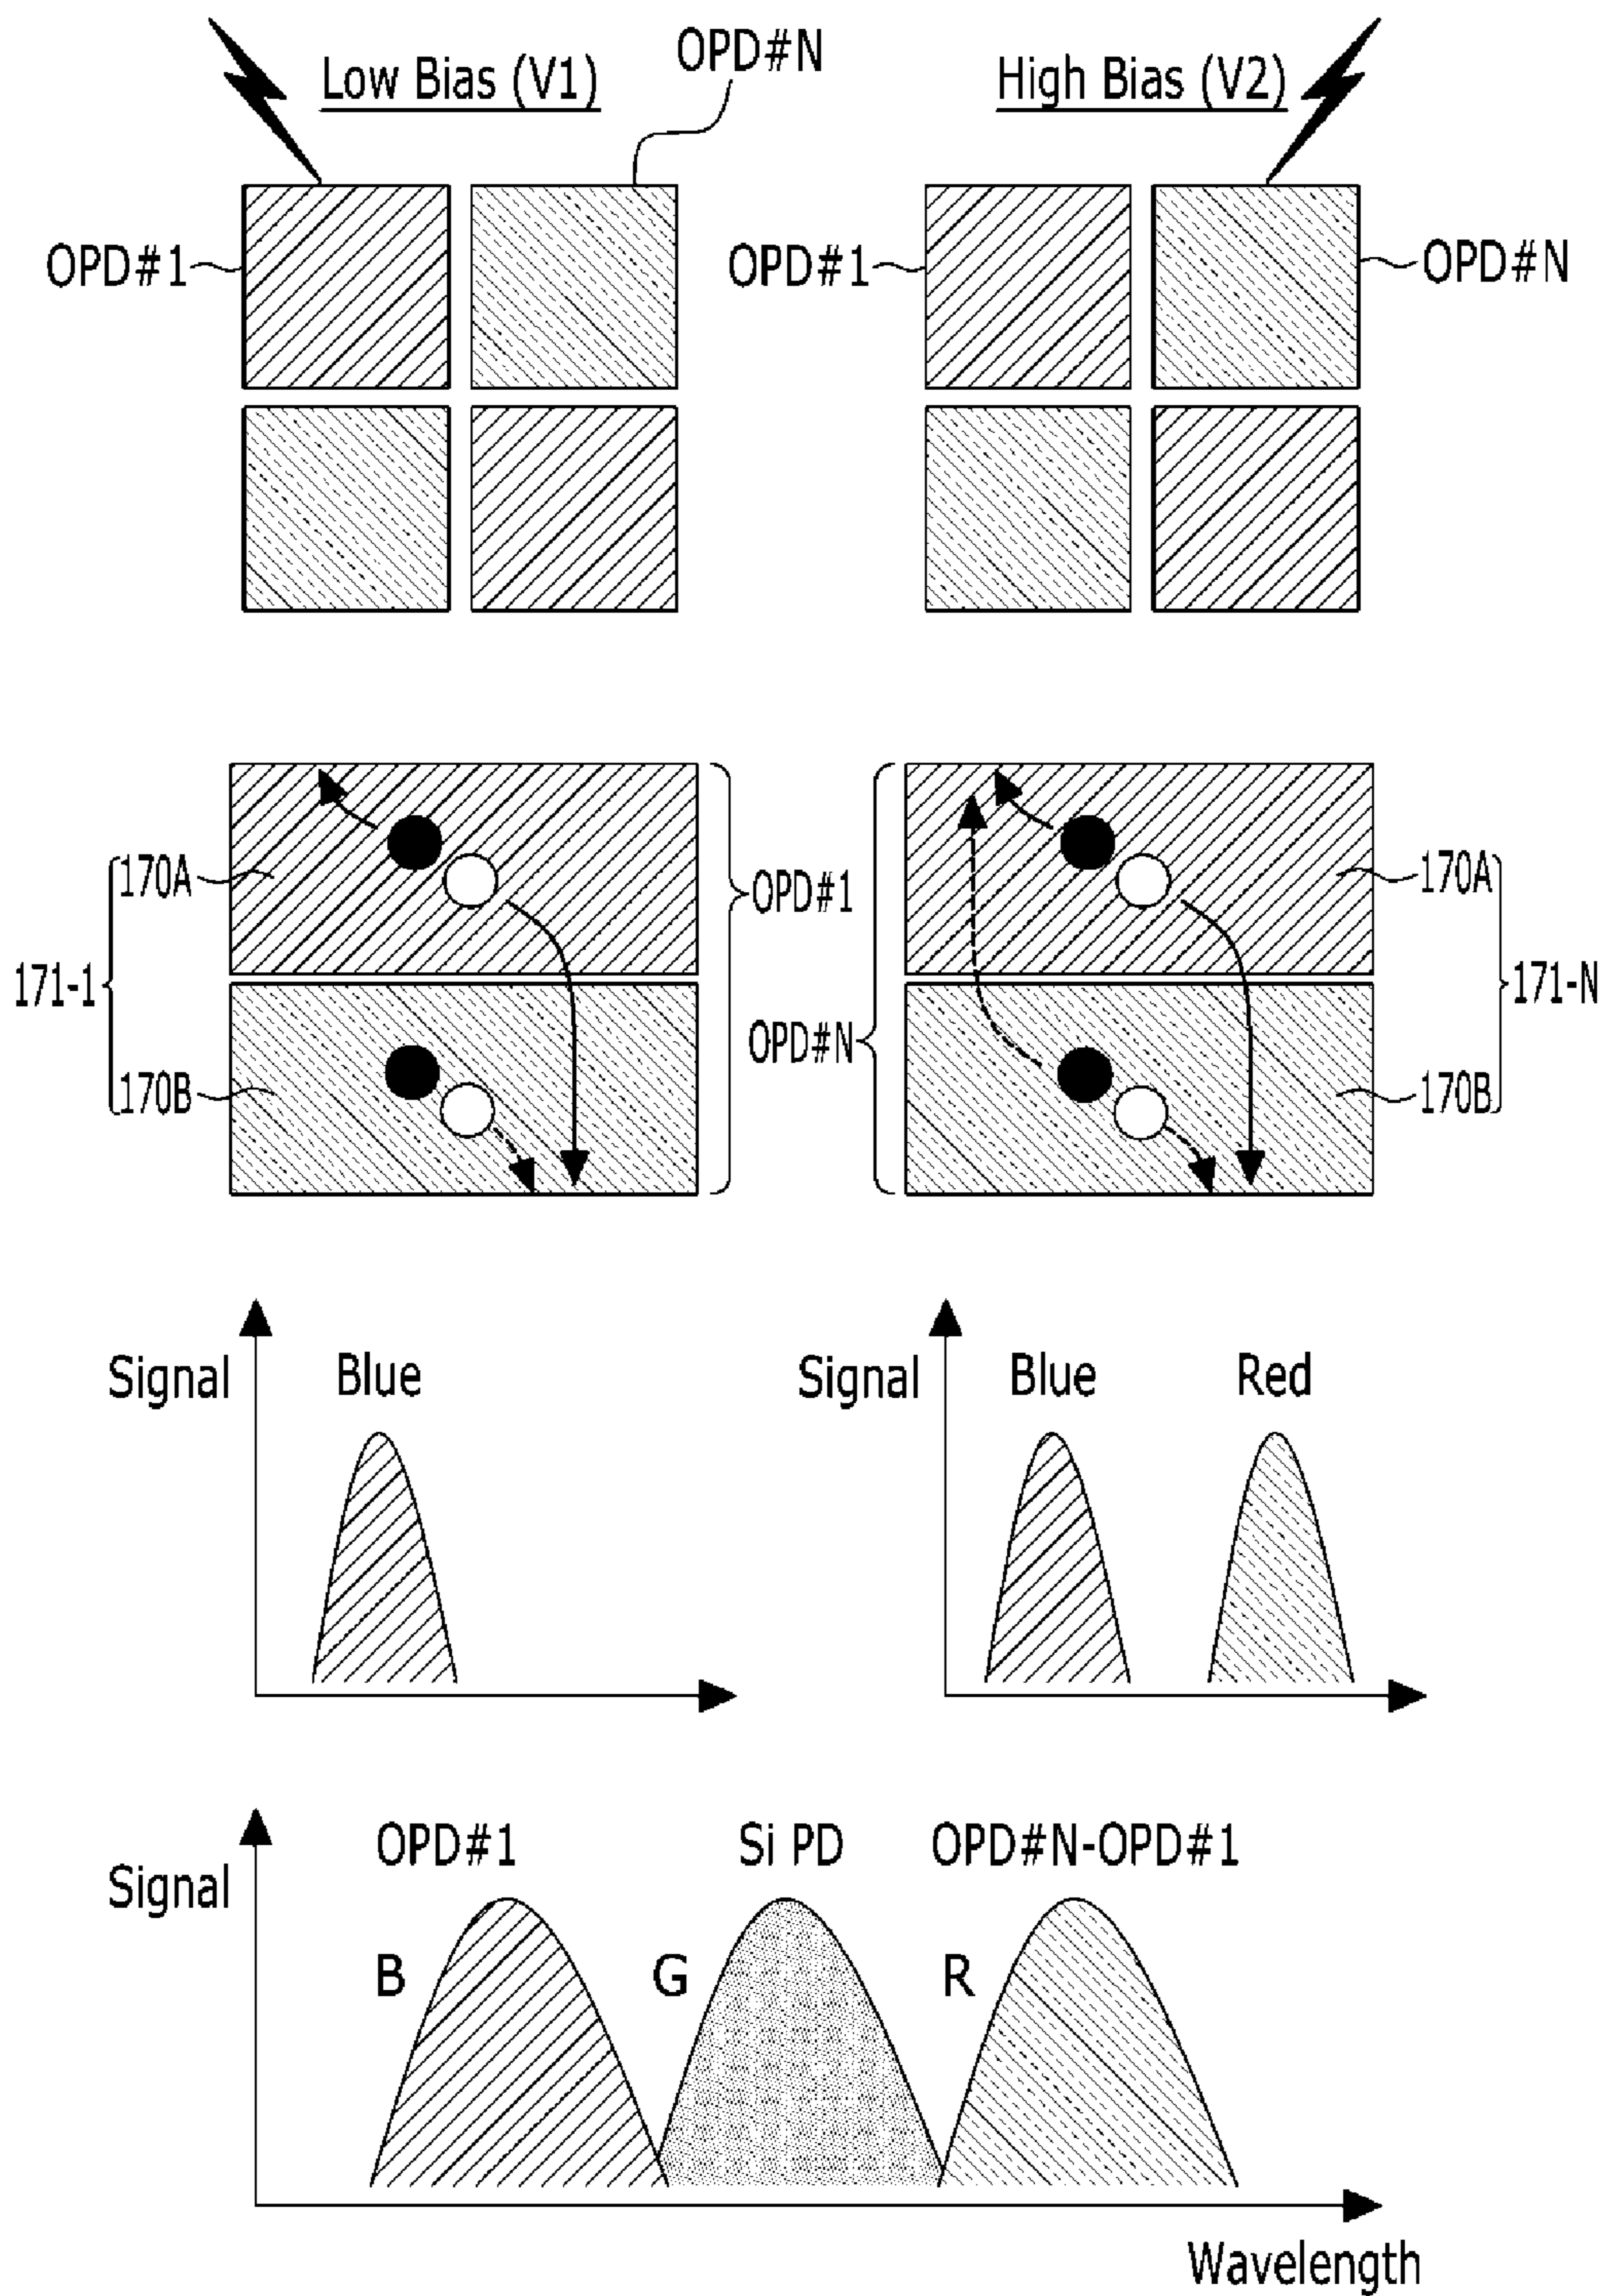 Low Bias (V1)
OPD#N
High Bias (V2)
OPD#1
OPD#1
OPD#N
170A
171-1
170B
OPD#1
OPD#N
170A
171-N
170B
Signal
Blue
Signal
Blue
Red
Signal
OPD#1
Si PD
OPD#N-OPD#1
B
G
R
Wavelength